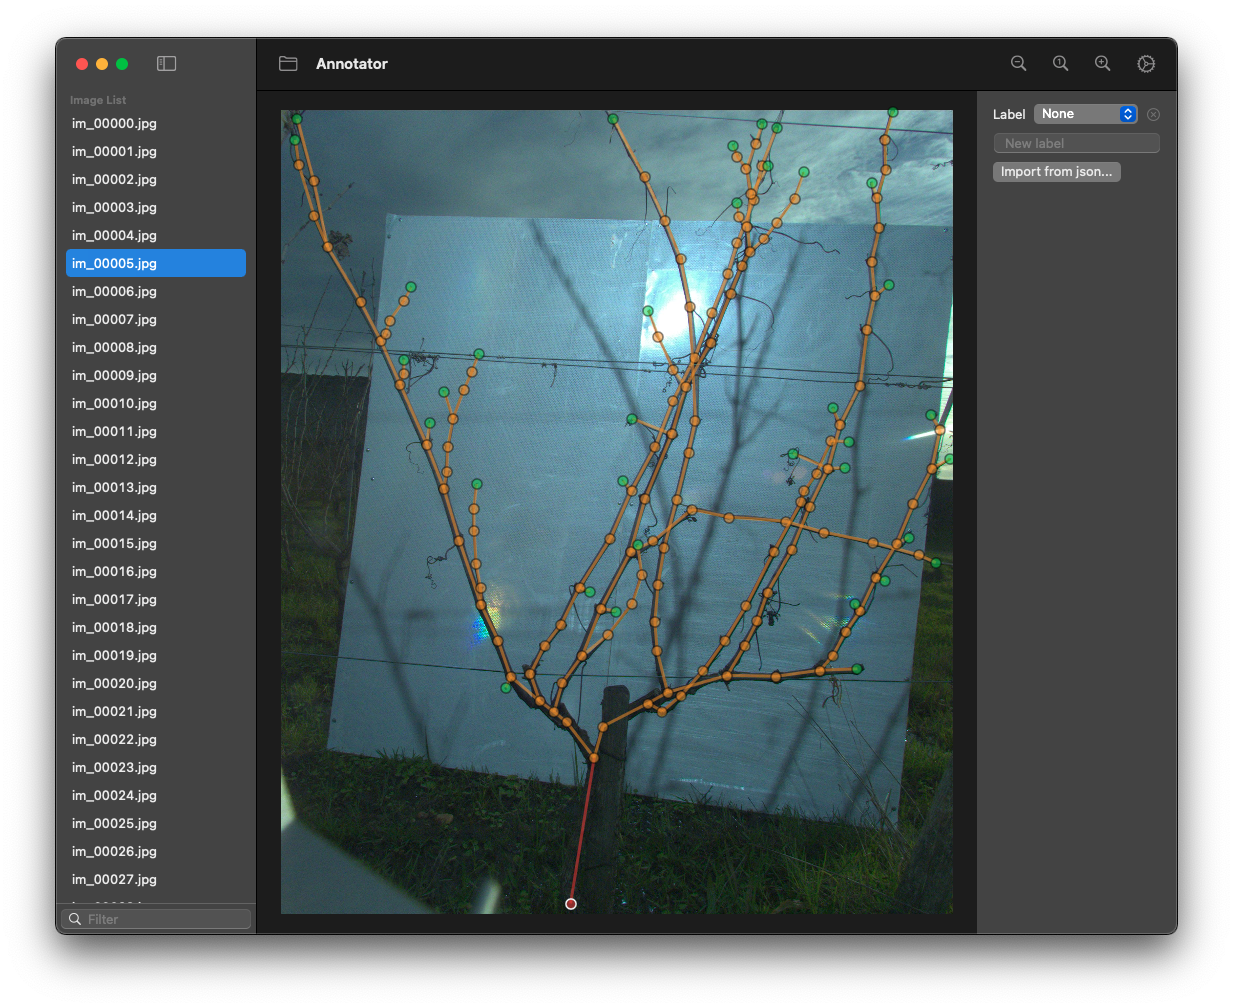 Annotator
Image List
im_00000.jpg
im_00001.jpg
im_00002.jpg
im_00003.jpg
im_00004.jpg
im_00005.jpg
im_00006.jpg
im_00007.jpg
im_00008.jpg
im_00009.jpg
im_00010.jpg
im_00011.jpg
im_00012.jpg
im_00013.jpg
im_00014.jpg
im_00015.jpg
im_00016.jpg
im_00017.jpg
im_00018.jpg
im_00019.jpg
im_00020.jpg
im_00021.jpg
im_00022.jpg
im_00023.jpg
im_00024.jpg
im_00025.jpg
im_00026.jpg
im_00027.jpg
Filter
Label None
New label
Import from json...